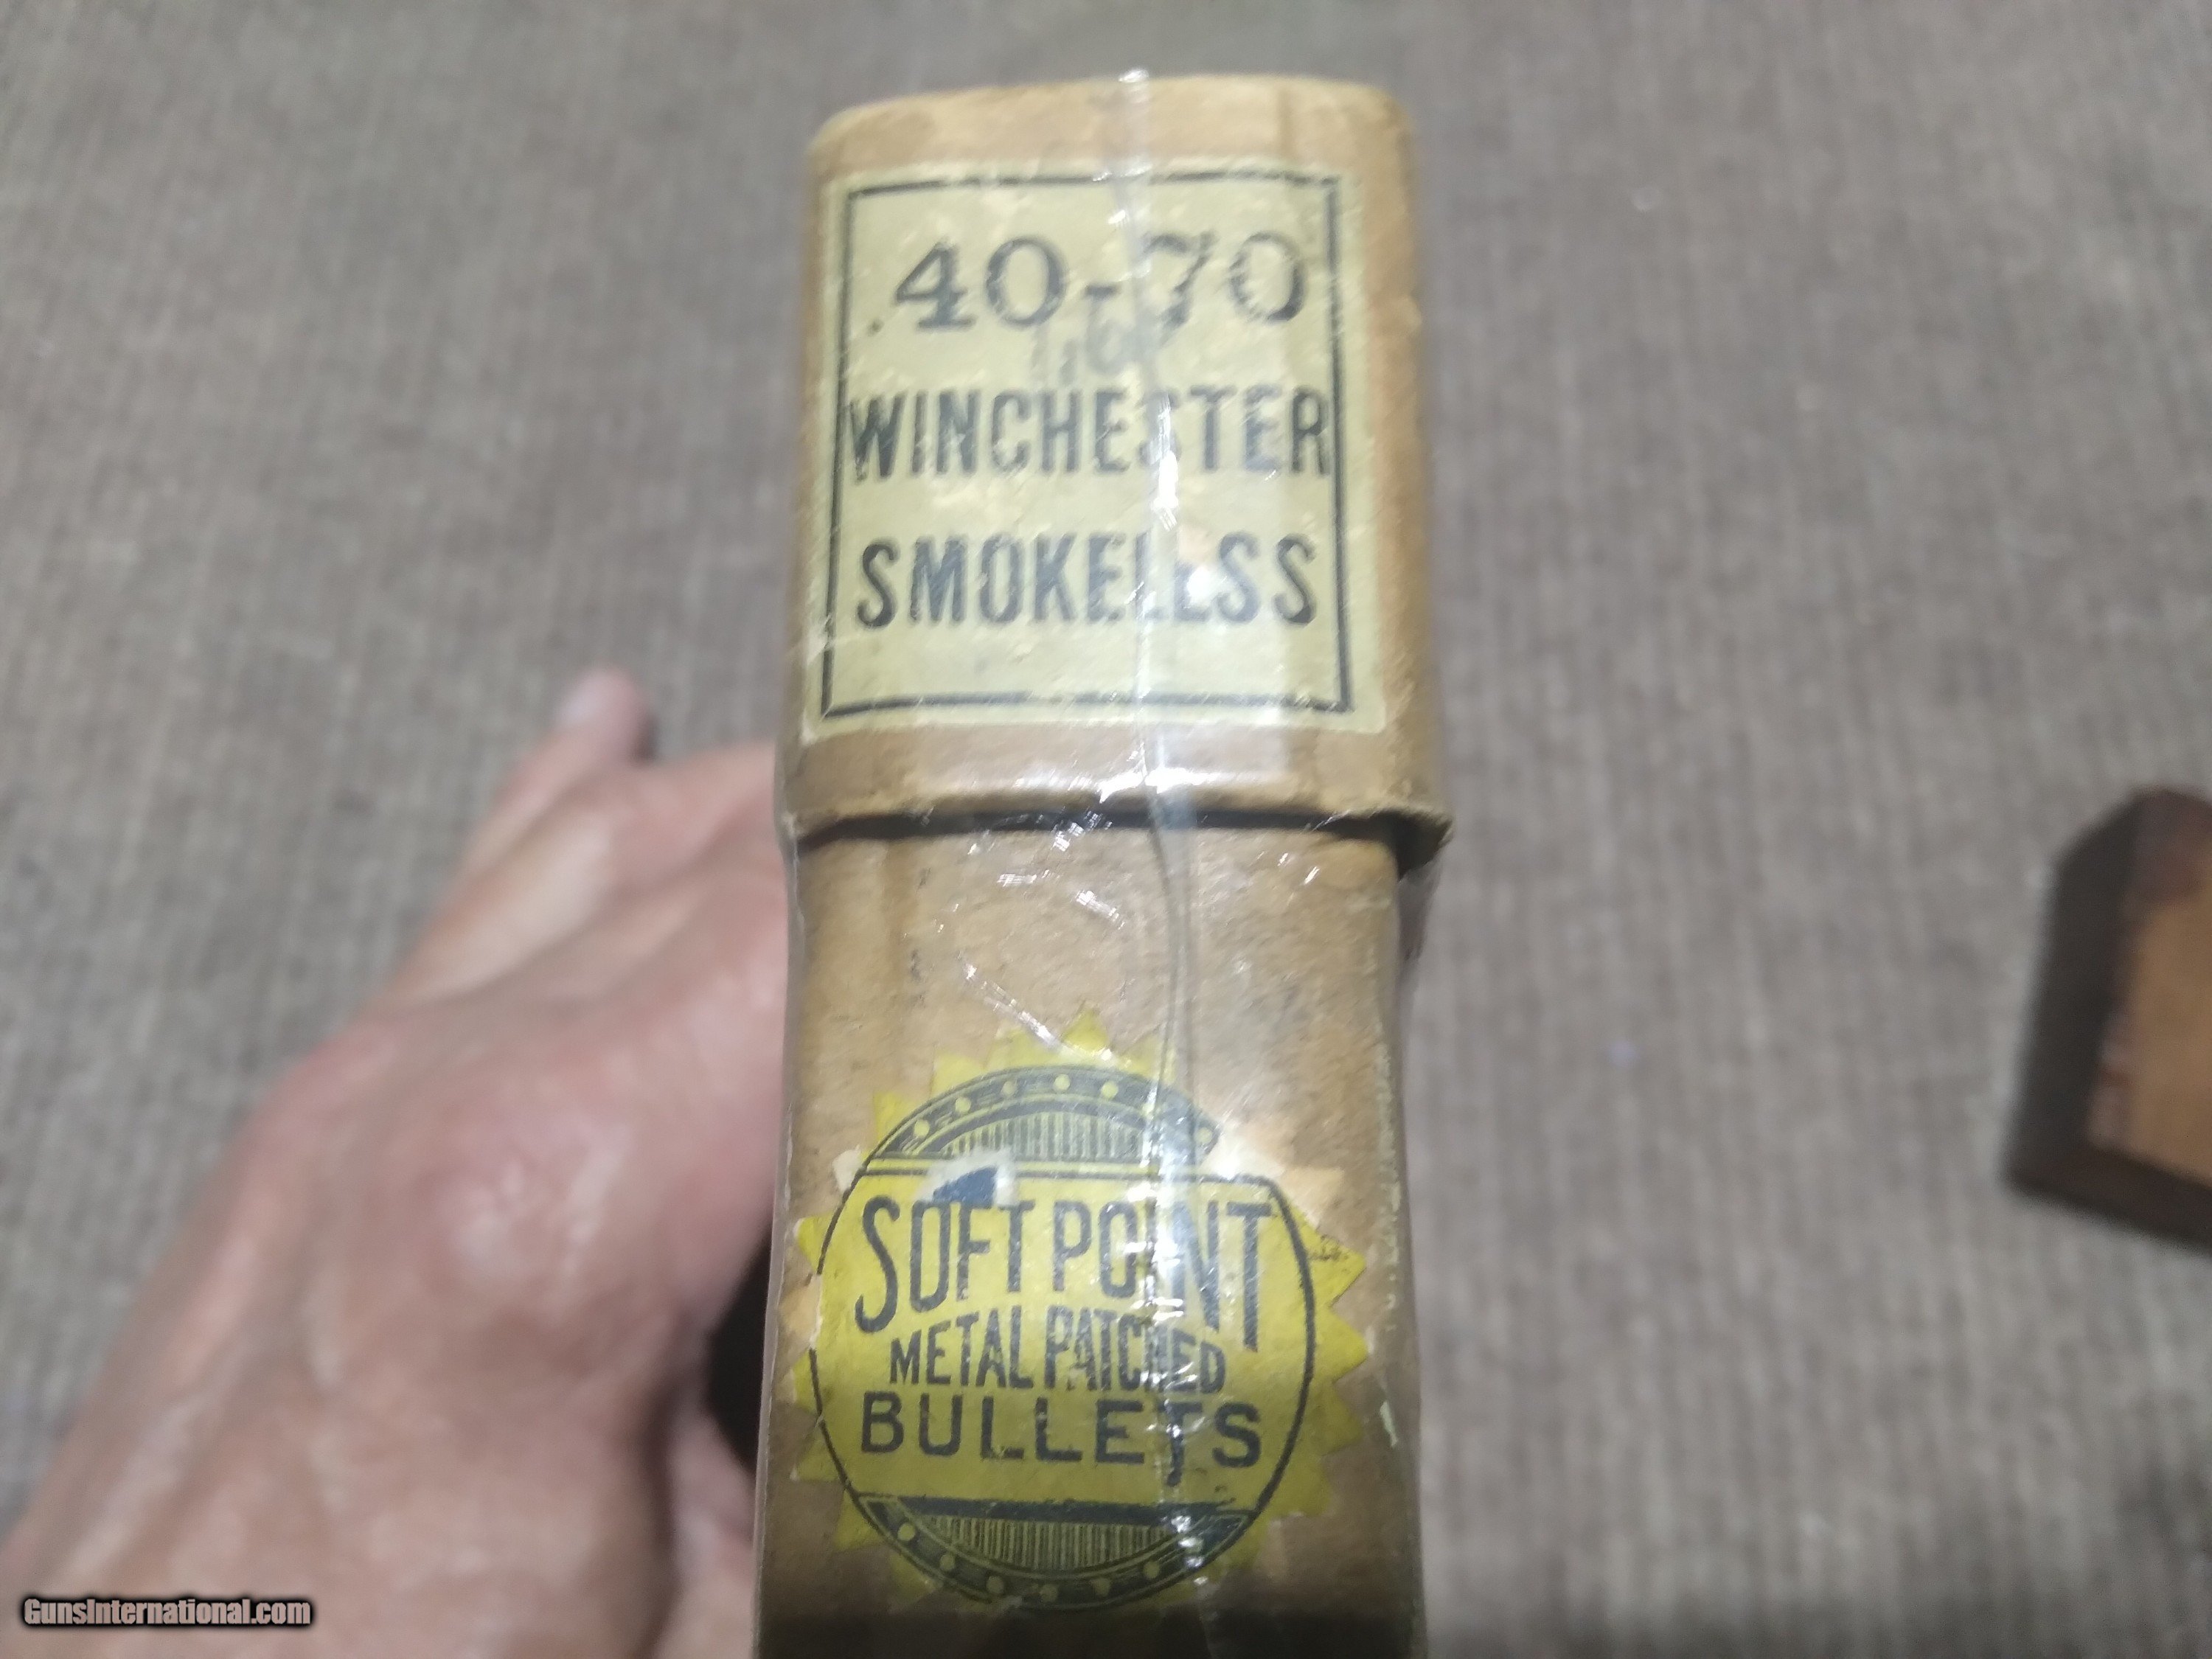 .40-70
WINCHESTER
SMOKELESS
SOFT POINT
METAL PATCHED
BULLETS
GunsInternational.com